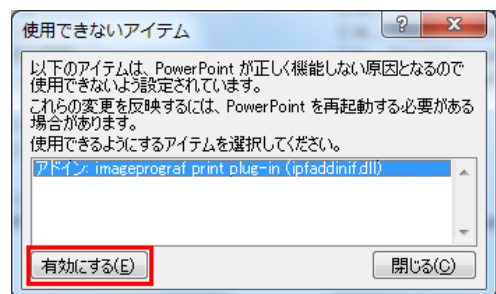 使用できないアイテム
以下のアイテムは、PowerPoint が正しく機能しない原因となるので
使用できないよう設定されています。
これらの変更を反映するには、PowerPoint を再起動する必要がある
場合があります。
使用できるようにするアイテムを選択してください。
アドイン: imageprograf print plug-in (ipfaddinif.dll)
有効にする(E)
閉じる(C)